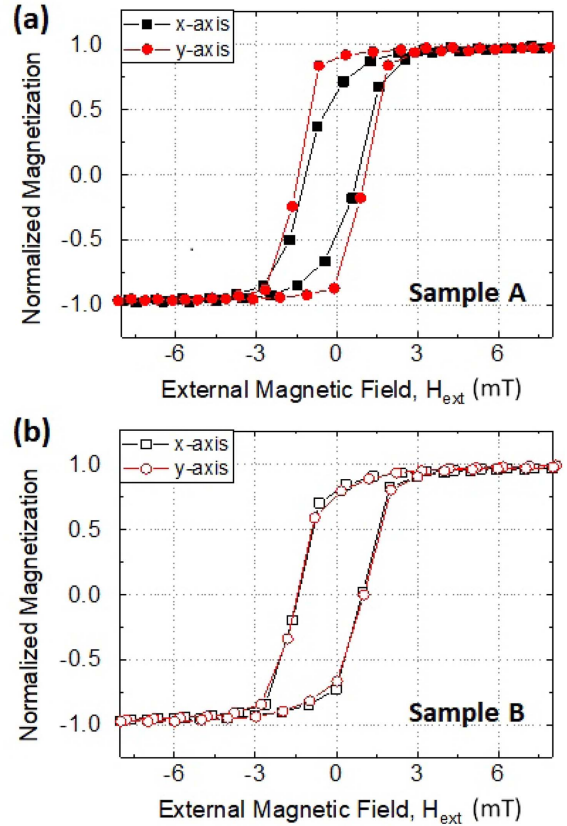 (a)
x-axis
y-axis
1.0
0.5
0.0
-0.5
-1.0
Normalized Magnetization
Sample A
-6 -3 0 3 6
External Magnetic Field, H_ext (mT)
(b)
x-axis
y-axis
1.0
0.5
0.0
-0.5
-1.0
Normalized Magnetization
Sample B
-6 -3 0 3 6
External Magnetic Field, H_ext (mT)